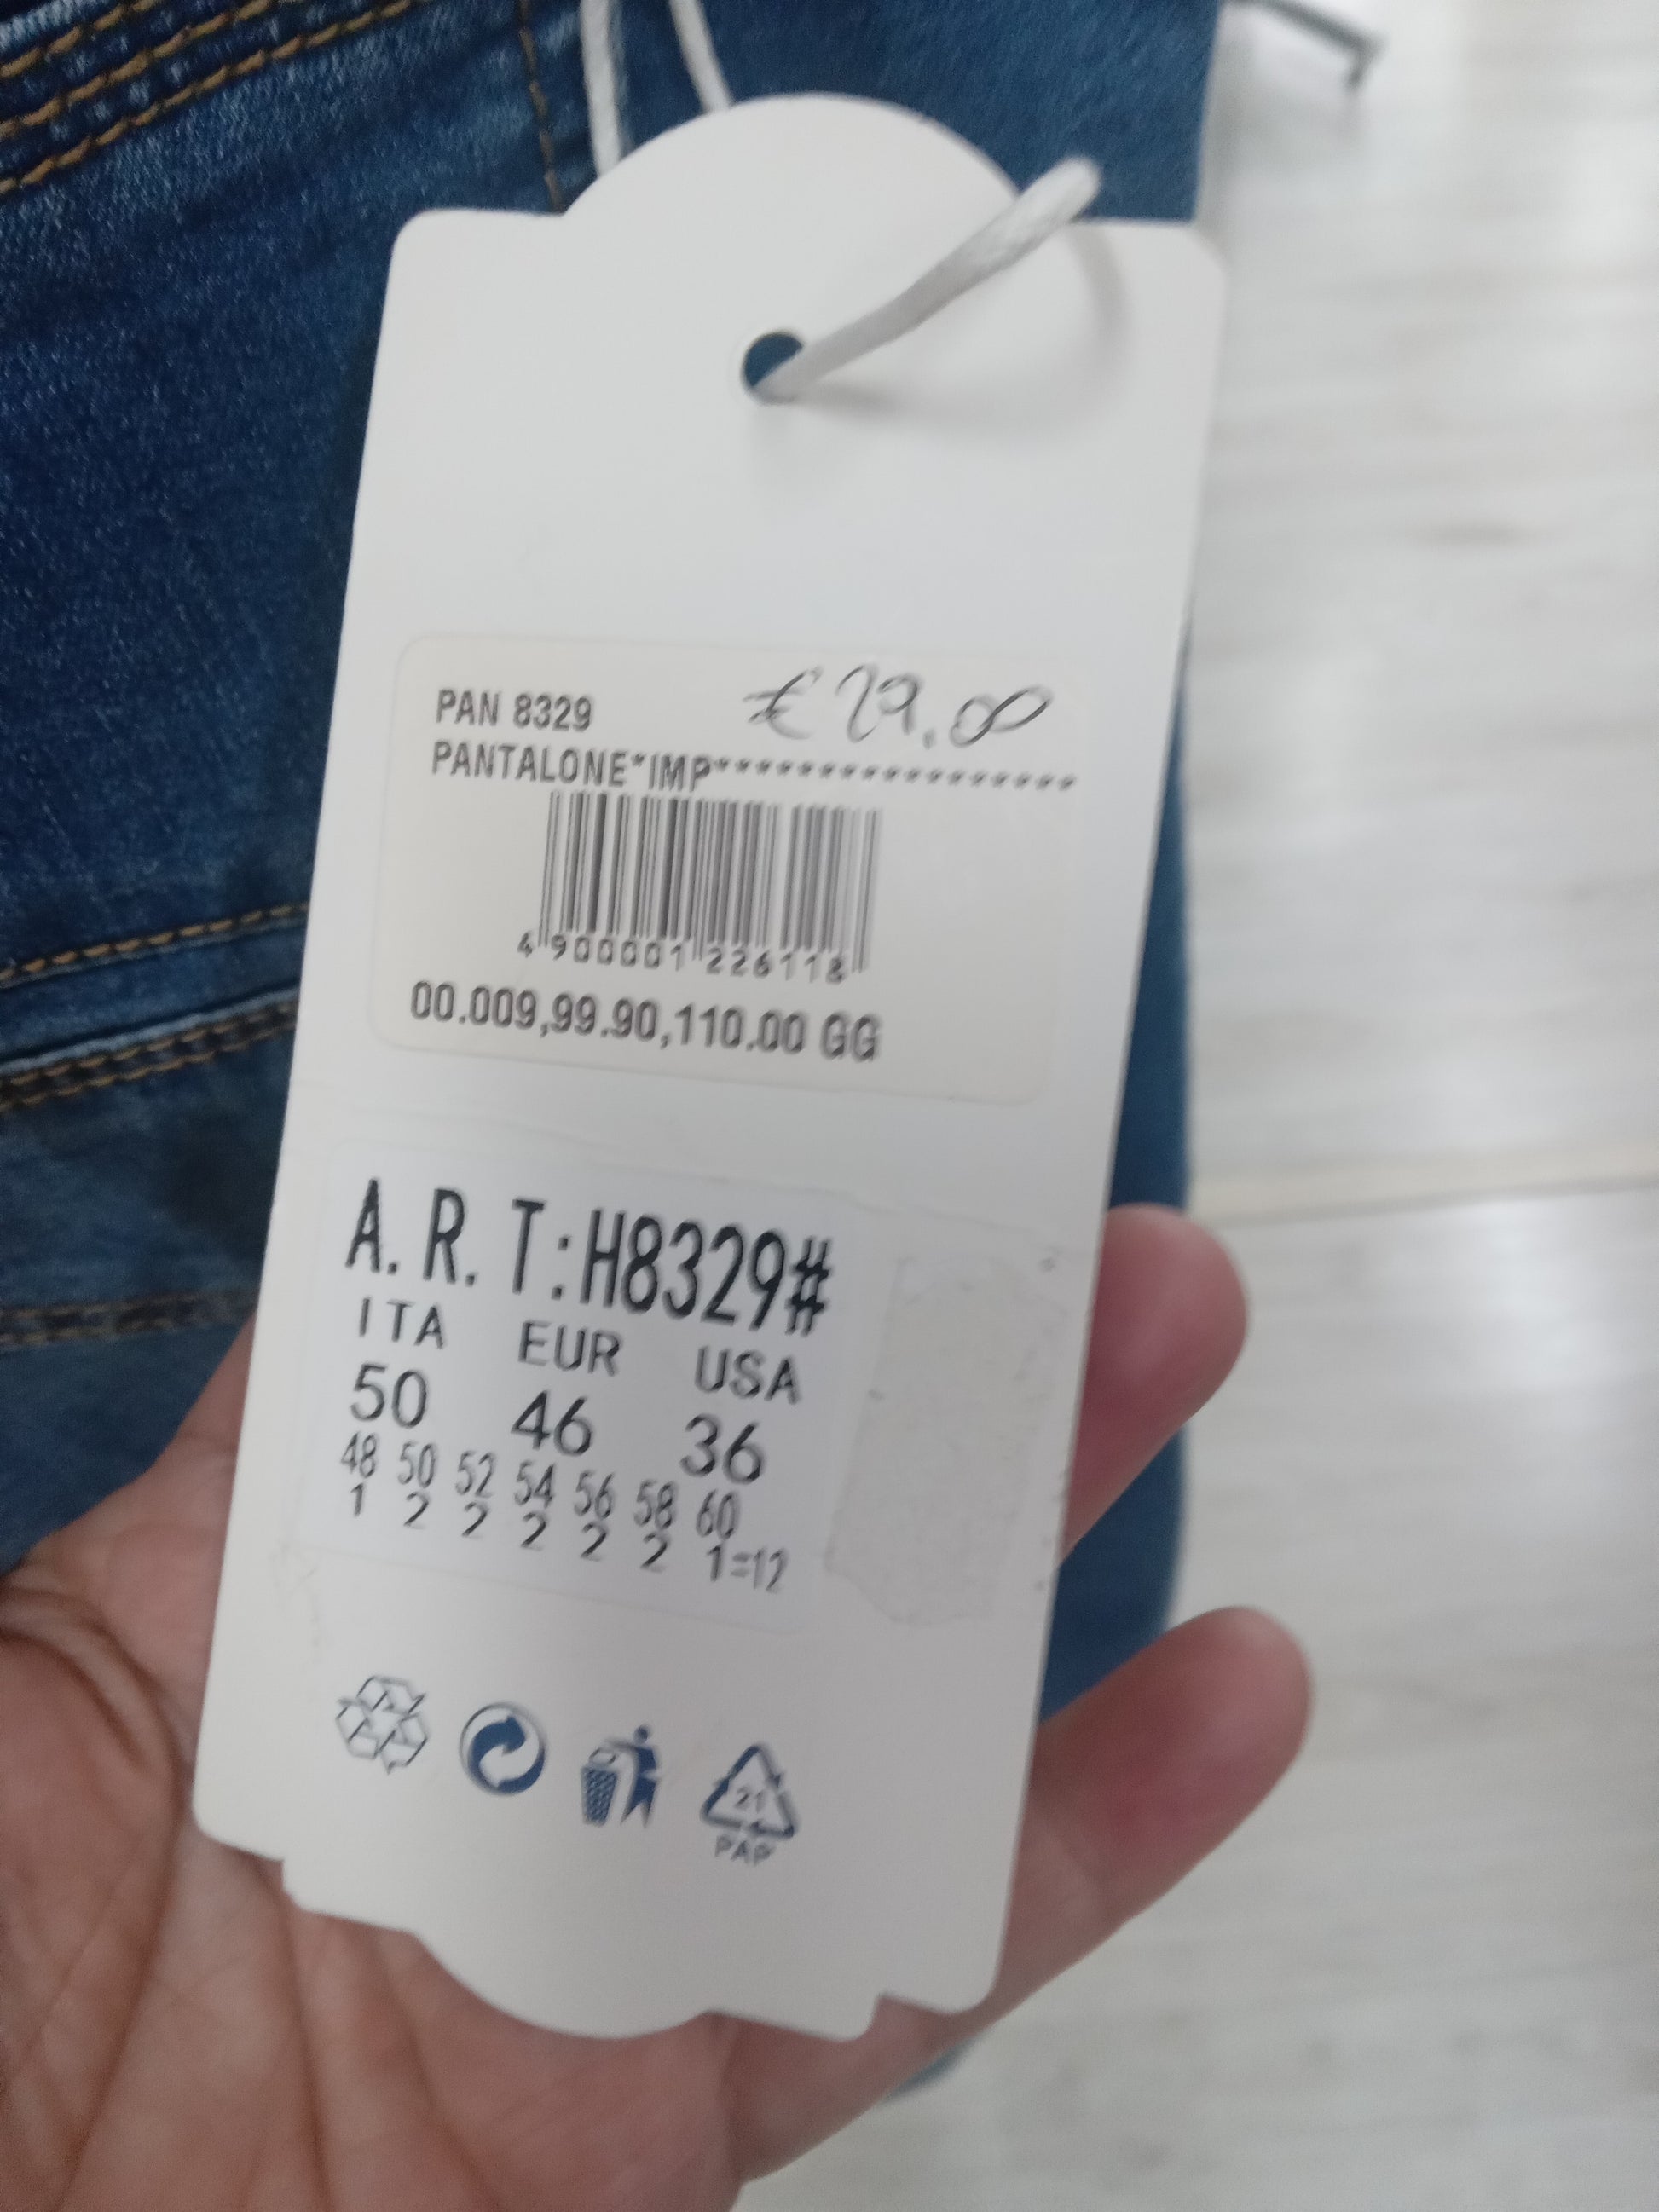 PAN 8329 € 29.00
PANTALONE*IMP******************
4 900001 226118
00.009,99.90,110.00 GG
A.R.T:H8329#
ITA EUR USA
50 46 36
48 50 52 54 56 58 60
1 2 2 2 2 2 1=12
21
PAP